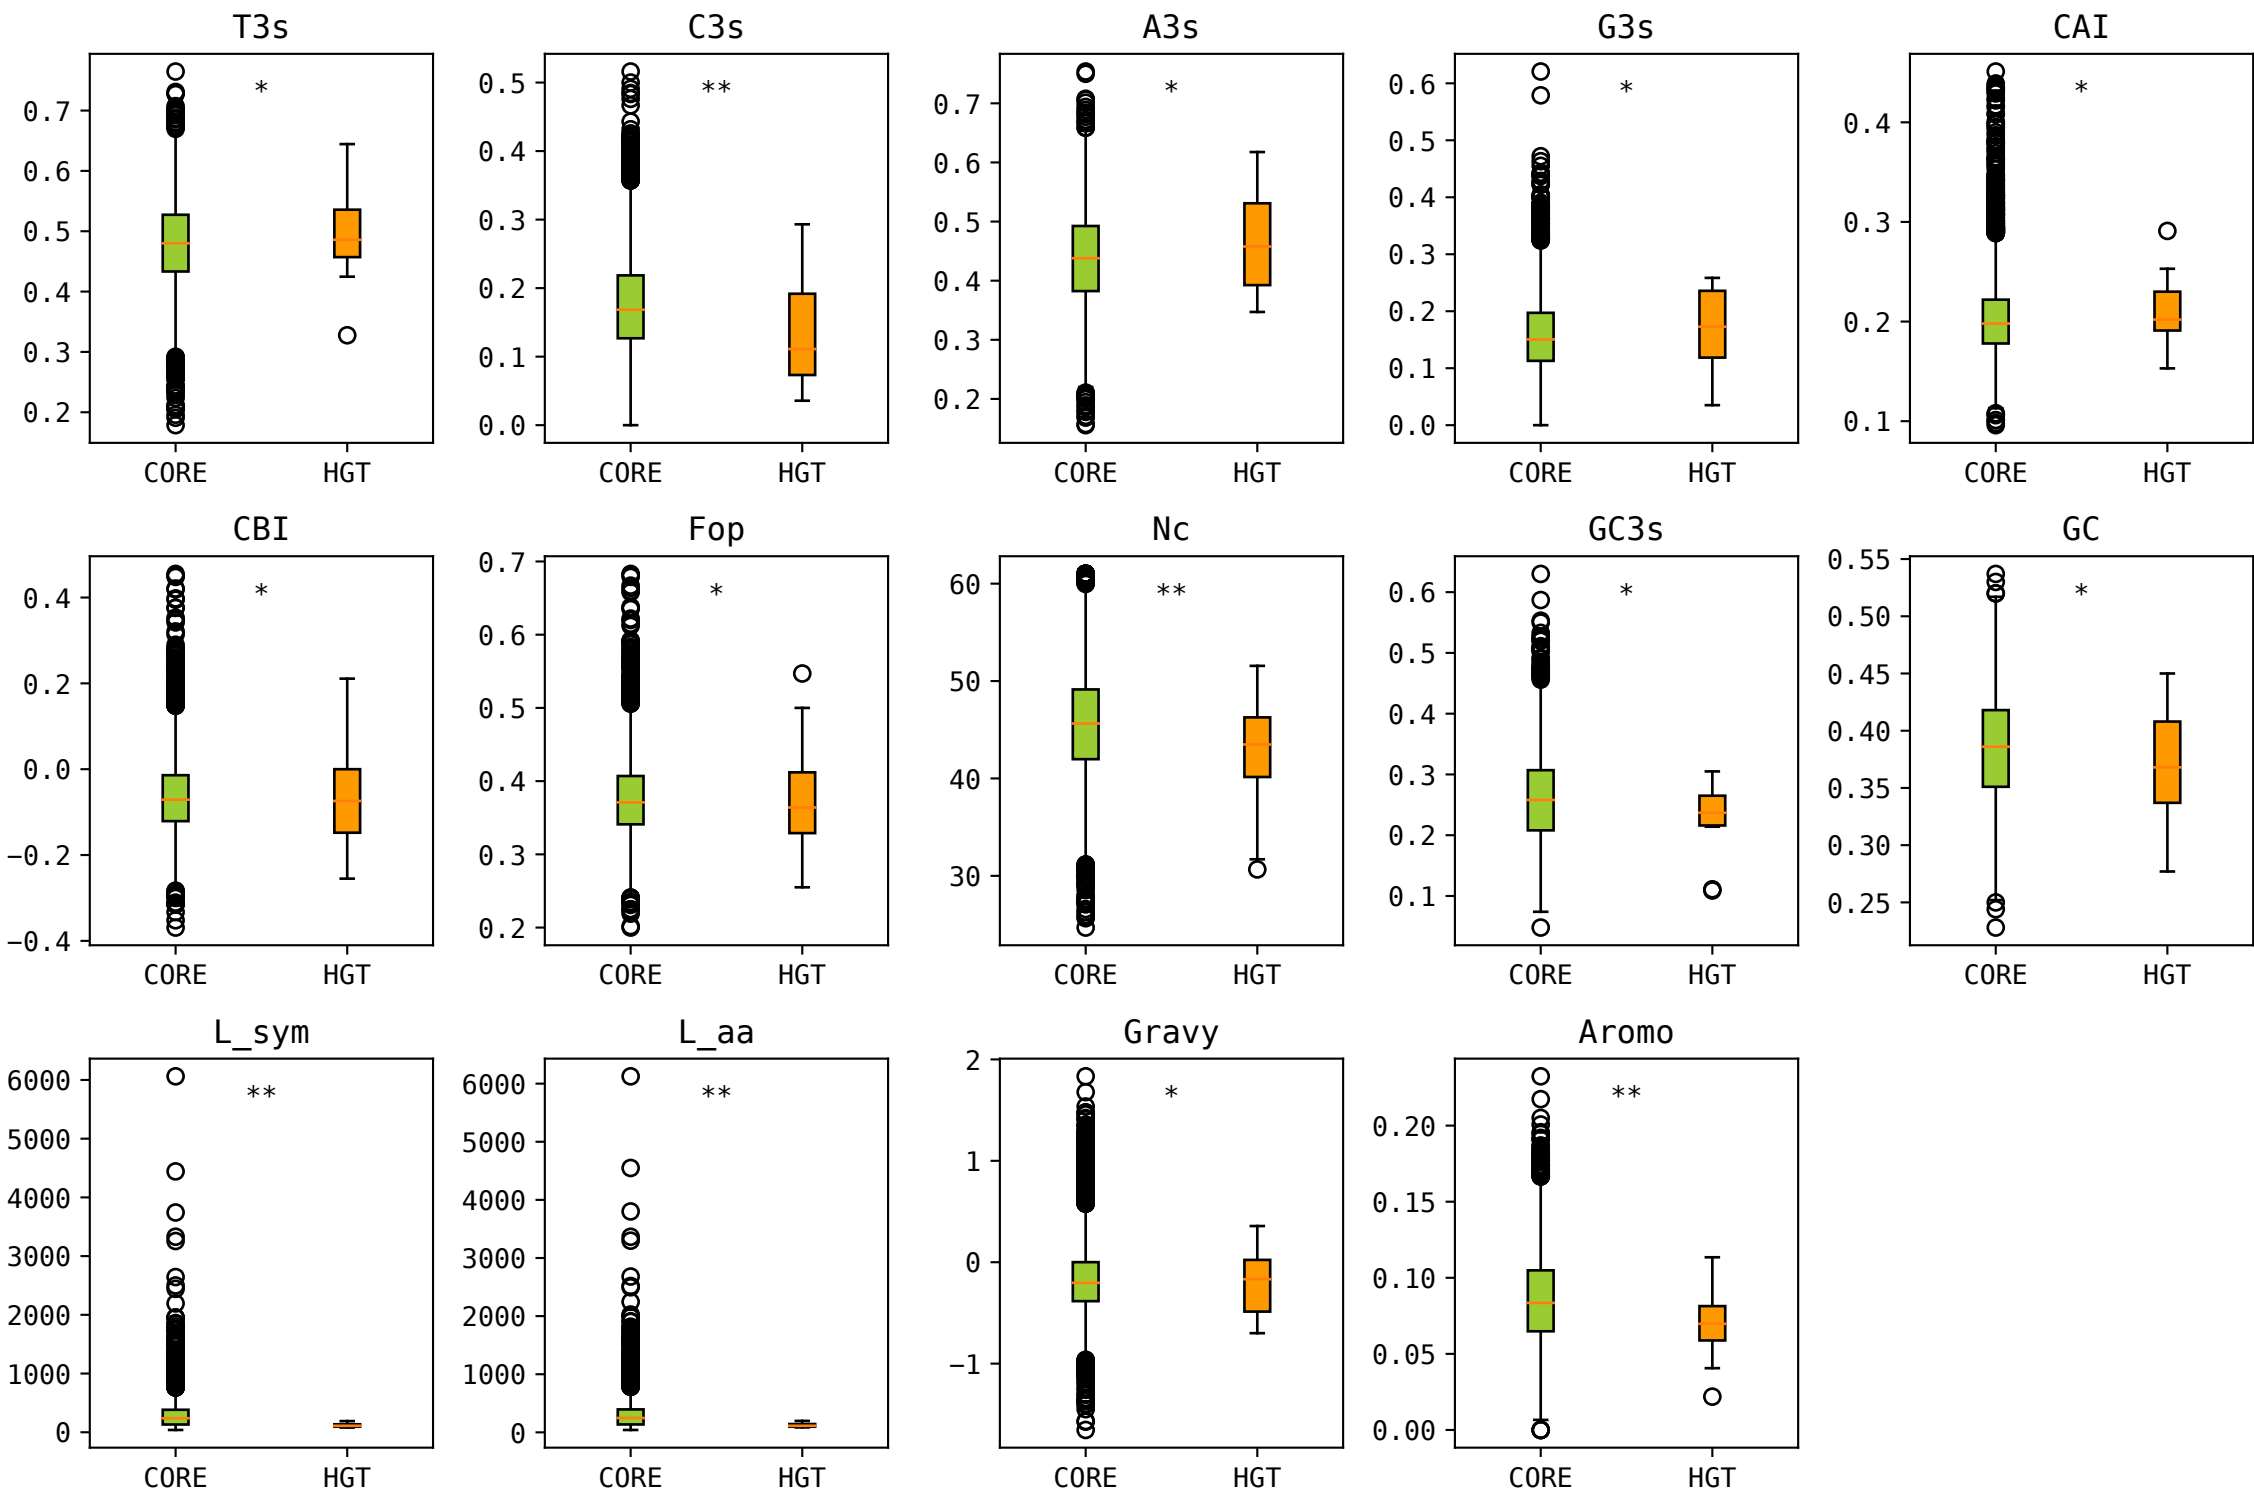 T3s C3s A3s G3s CAI
* ** * * *
0.7 0.5 0.7 0.6 0.4
0.6 0.4 0.6 0.5 0.3
0.5 0.3 0.5 0.4 0.2
0.4 0.2 0.4 0.3 0.1
0.3 0.1 0.3 0.2
0.2 0.0 0.2 0.1
0.0
CORE HGT CORE HGT CORE HGT CORE HGT CORE HGT
CBI Fop Nc GC3s GC
* * ** * *
0.4 0.7 60 0.6 0.55
0.2 0.6 50 0.5 0.50
0.0 0.5 40 0.4 0.45
−0.2 0.4 30 0.3 0.40
−0.4 0.3 0.2 0.35
0.2 0.1 0.30
0.25
CORE HGT CORE HGT CORE HGT CORE HGT CORE HGT
L_sym L_aa Gravy Aromo
** ** * **
6000 6000 2 0.20
5000 5000 1 0.15
4000 4000 0 0.10
3000 3000 −1 0.05
2000 2000 0.00
1000 1000
0 0
CORE HGT CORE HGT CORE HGT CORE HGT